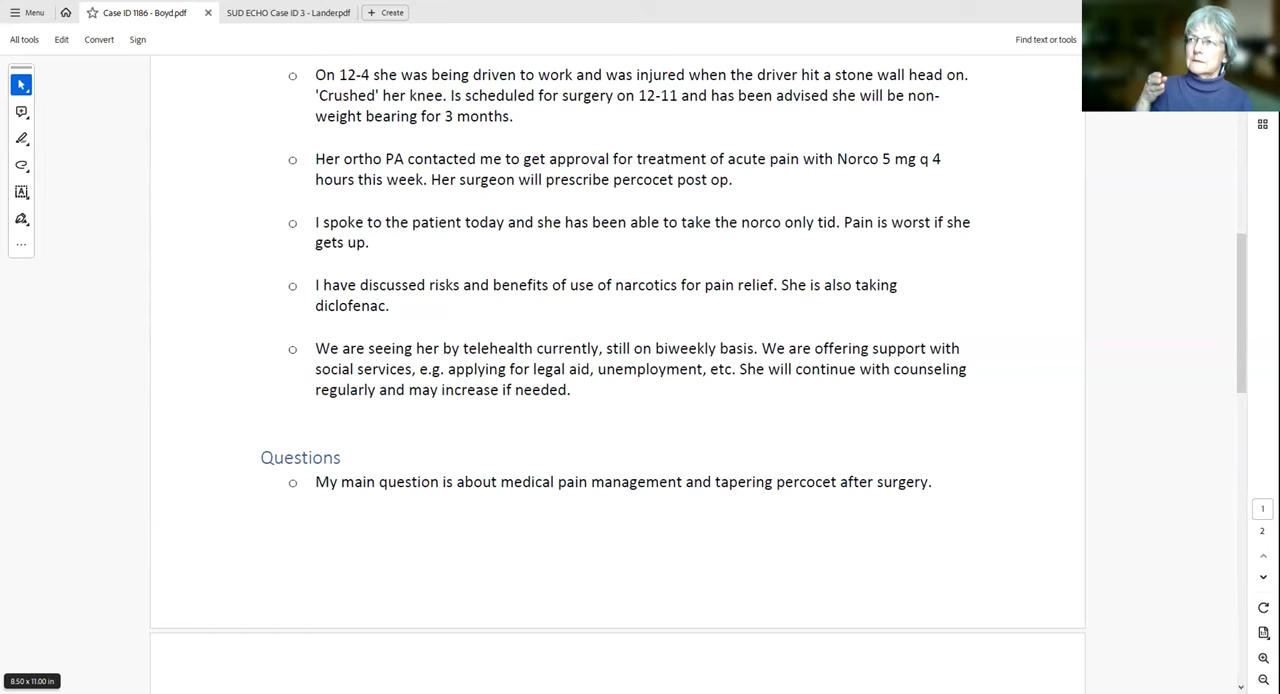 Menu
Case ID 1186 - Boyd.pdf
SUD ECHO Case ID 3 - Lander.pdf
Create
All tools
Edit
Convert
Sign
Find text or tools
On 12-4 she was being driven to work and was injured when the driver hit a stone wall head on.
'Crushed' her knee. Is scheduled for surgery on 12-11 and has been advised she will be non-
weight bearing for 3 months.
Her ortho PA contacted me to get approval for treatment of acute pain with Norco 5 mg q 4
hours this week. Her surgeon will prescribe percocet post op.
I spoke to the patient today and she has been able to take the norco only tid. Pain is worst if she
gets up.
I have discussed risks and benefits of use of narcotics for pain relief. She is also taking
diclofenac.
We are seeing her by telehealth currently, still on biweekly basis. We are offering support with
social services, e.g. applying for legal aid, unemployment, etc. She will continue with counseling
regularly and may increase if needed.
Questions
My main question is about medical pain management and tapering percocet after surgery.
1
2
8.50 x 11.00 in